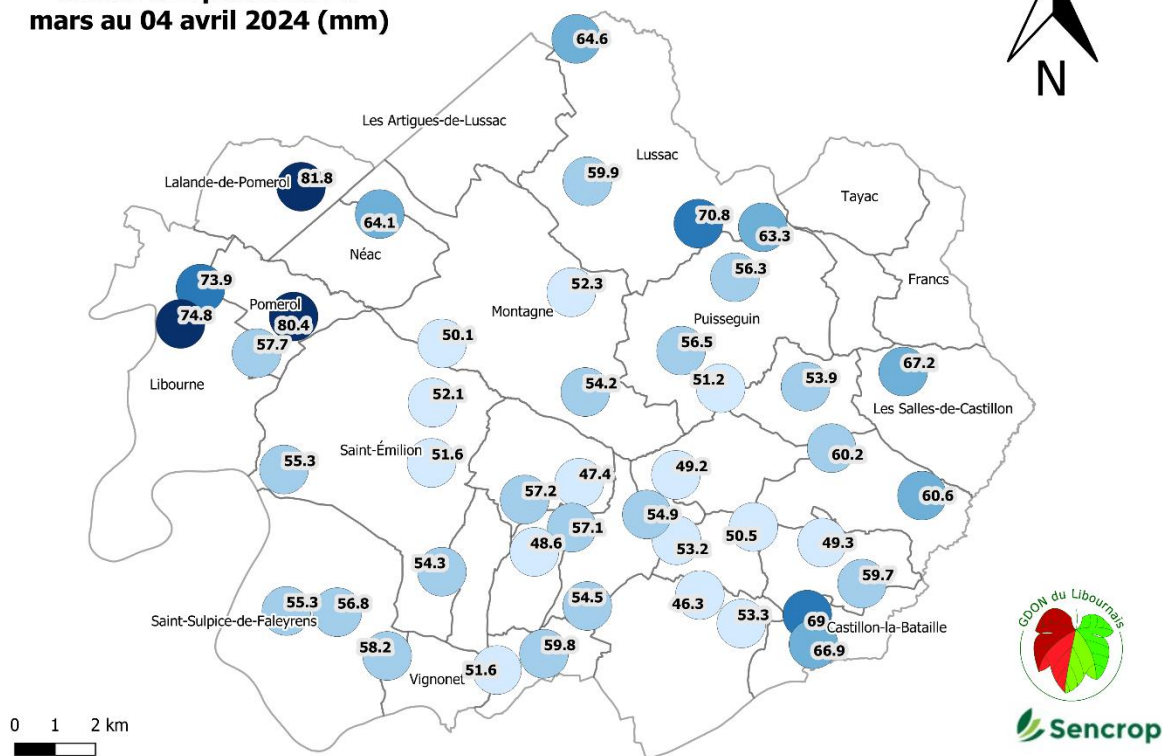 mars au 04 avril 2024 (mm)
N
64.6
Les Artigues-de-Lussac
Lussac
59.9
Lalande-de-Pomerol
81.8
Tayac
64.1
70.8
63.3
Néac
56.3
Francs
73.9
52.3
Pomerol
74.8
80.4
Montagne
Puisseguin
57.7
50.1
56.5
67.2
Libourne
54.2
51.2
53.9
52.1
Les Salles-de-Castillon
Saint-Émilion
51.6
60.2
55.3
47.4
49.2
57.2
60.6
54.9
57.1
50.5
48.6
53.2
49.3
54.3
59.7
55.3
56.8
54.5
46.3
53.3
69
Saint-Sulpice-de-Faleyrens
Castillon-la-Bataille
58.2
66.9
59.8
Vignonet
51.6
GDON du Libournais
0 1 2 km
Sencrop